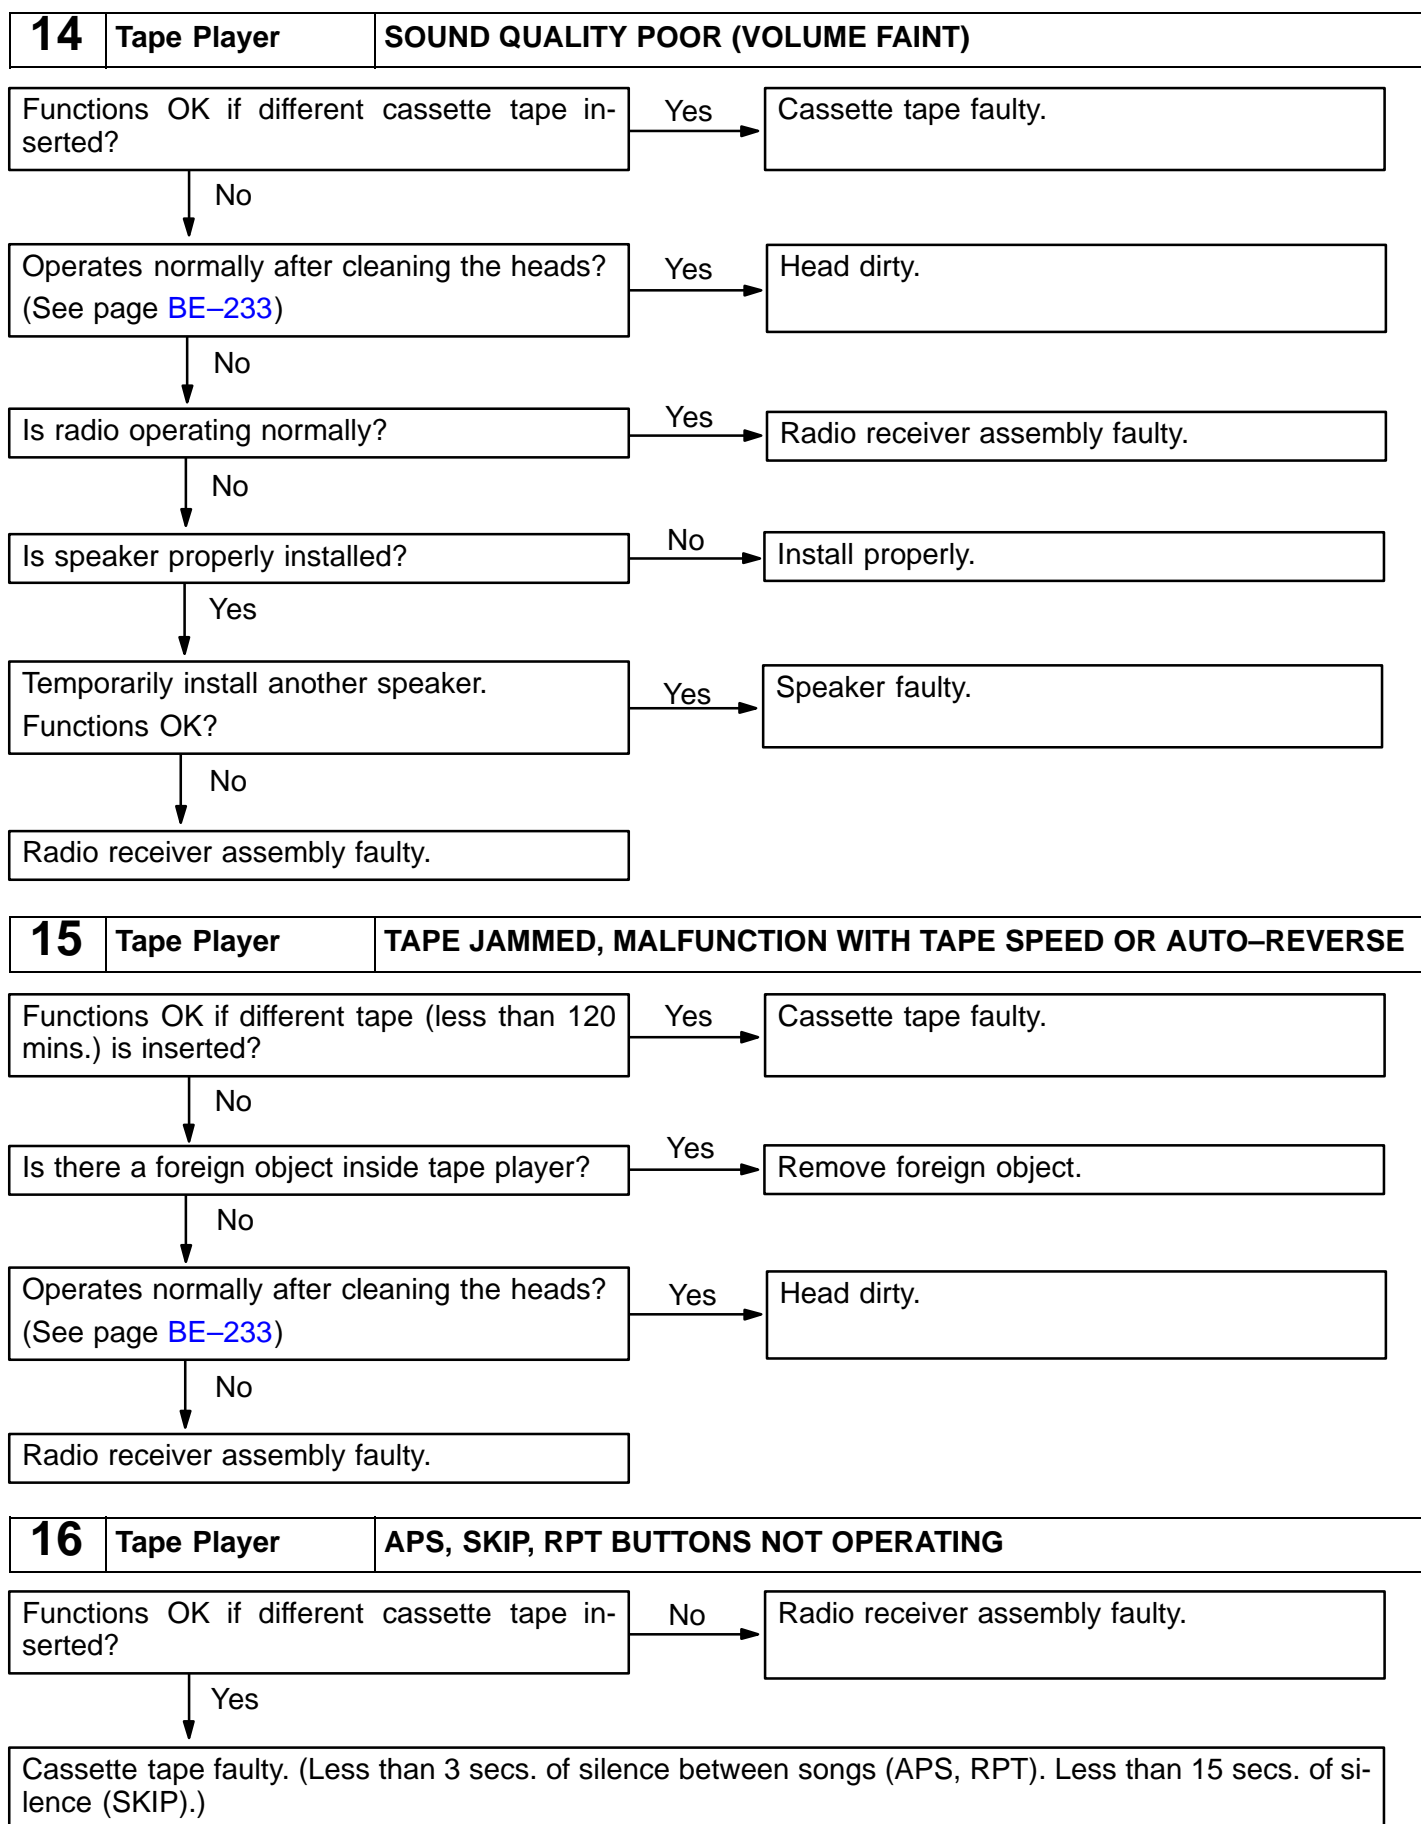 14 Tape Player SOUND QUALITY POOR (VOLUME FAINT)
Functions OK if different cassette tape in-
serted?
Yes
Cassette tape faulty.
No
Operates normally after cleaning the heads?
(See page BE–233)
Yes
Head dirty.
No
Is radio operating normally?
Yes
Radio receiver assembly faulty.
No
Is speaker properly installed?
No
Install properly.
Yes
Temporarily install another speaker.
Functions OK?
Yes
Speaker faulty.
No
Radio receiver assembly faulty.
15 Tape Player TAPE JAMMED, MALFUNCTION WITH TAPE SPEED OR AUTO–REVERSE
Functions OK if different tape (less than 120
mins.) is inserted?
Yes
Cassette tape faulty.
No
Is there a foreign object inside tape player?
Yes
Remove foreign object.
No
Operates normally after cleaning the heads?
(See page BE–233)
Yes
Head dirty.
No
Radio receiver assembly faulty.
16 Tape Player APS, SKIP, RPT BUTTONS NOT OPERATING
Functions OK if different cassette tape in-
serted?
No
Radio receiver assembly faulty.
Yes
Cassette tape faulty. (Less than 3 secs. of silence between songs (APS, RPT). Less than 15 secs. of si-
lence (SKIP).)